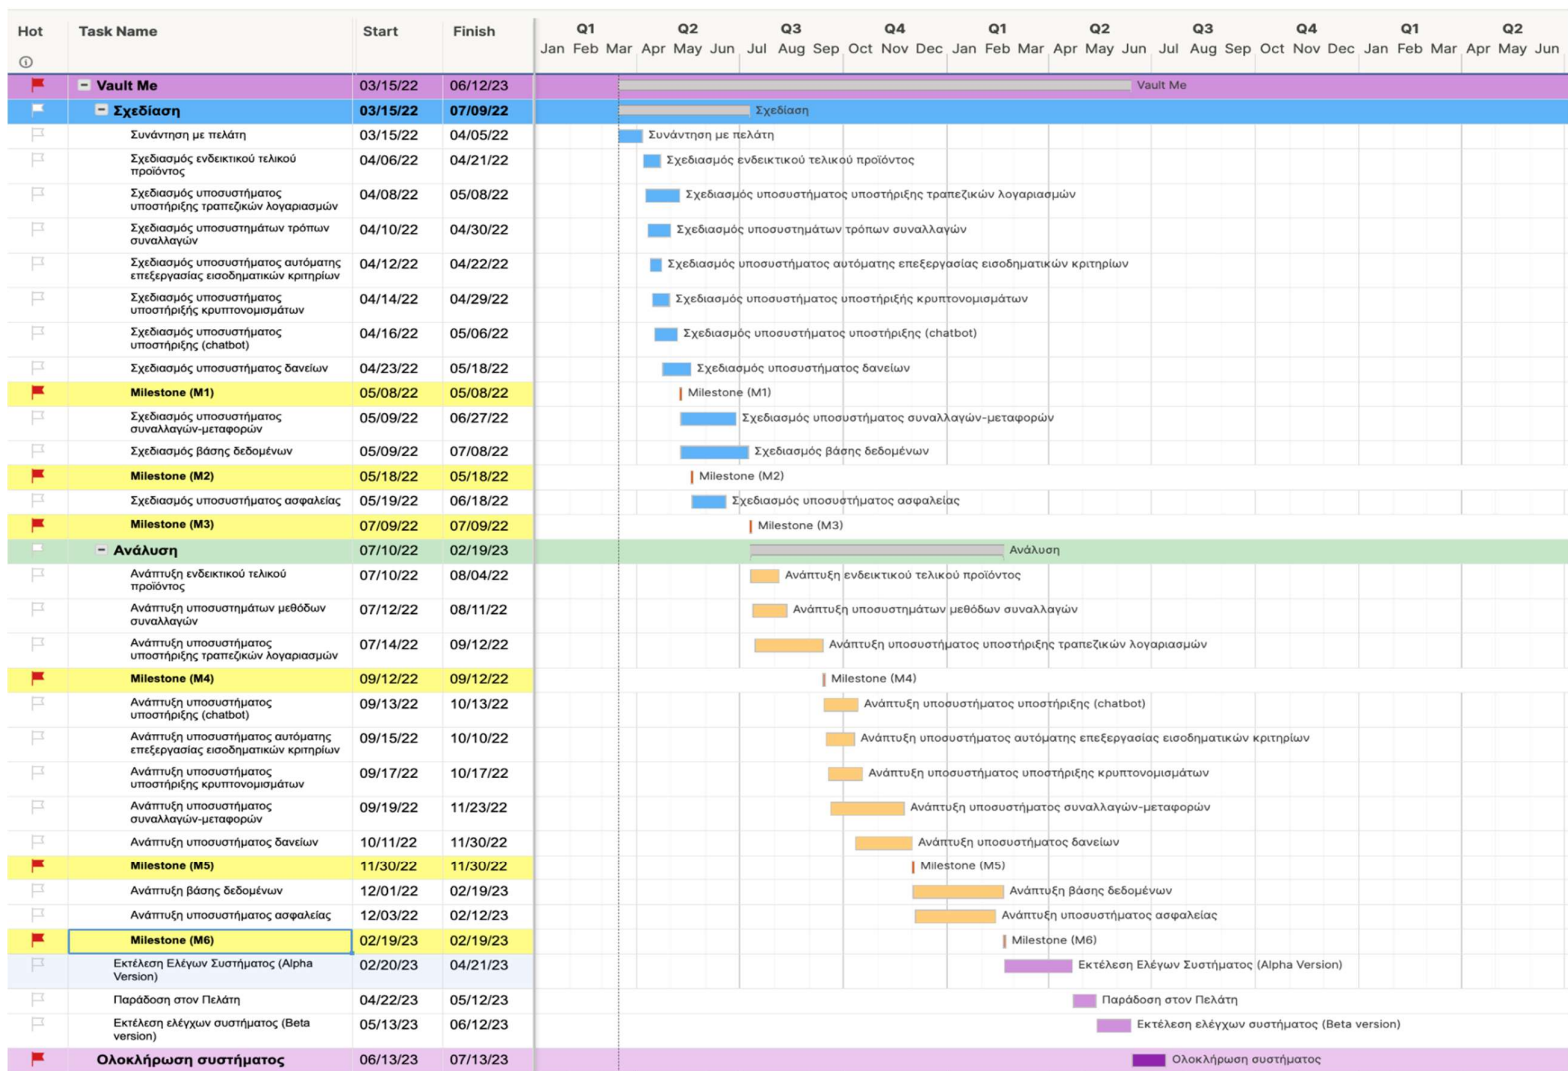 Hot Task Name Start Finish Q1 Q2 Q3 Q4 Q1 Q2 Q3 Q4 Q1 Q2
Jan Feb Mar Apr May Jun Jul Aug Sep Oct Nov Dec Jan Feb Mar Apr May Jun Jul Aug Sep Oct Nov Dec Jan Feb Mar Apr May Jun
Vault Me 03/15/22 06/12/23 Vault Me
Σχεδίαση 03/15/22 07/09/22 Σχεδίαση
Συνάντηση με πελάτη 03/15/22 04/05/22 Συνάντηση με πελάτη
Σχεδιασμός ενδεικτικού τελικού 04/06/22 04/21/22 Σχεδιασμός ενδεικτικού τελικού προϊόντος
προϊόντος
Σχεδιασμός υποσυστήματος 04/08/22 05/08/22 Σχεδιασμός υποσυστήματος υποστήριξης τραπεζικών λογαριασμών
υποστήριξης τραπεζικών λογαριασμών
Σχεδιασμός υποσυστημάτων τρόπων 04/10/22 04/30/22 Σχεδιασμός υποσυστημάτων τρόπων συναλλαγών
συναλλαγών
Σχεδιασμός υποσυστήματος αυτόματης 04/12/22 04/22/22 Σχεδιασμός υποσυστήματος αυτόματης επεξεργασίας εισοδηματικών κριτηρίων
επεξεργασίας εισοδηματικών κριτηρίων
Σχεδιασμός υποσυστήματος 04/14/22 04/29/22 Σχεδιασμός υποσυστήματος υποστήριξής κρυπτονομισμάτων
υποστήριξής κρυπτονομισμάτων
Σχεδιασμός υποσυστήματος 04/16/22 05/06/22 Σχεδιασμός υποσυστήματος υποστήριξης (chatbot)
υποστήριξης (chatbot)
Σχεδιασμός υποσυστήματος δανείων 04/23/22 05/18/22 Σχεδιασμός υποσυστήματος δανείων
Milestone (M1) 05/08/22 05/08/22 Milestone (M1)
Σχεδιασμός υποσυστήματος 05/09/22 06/27/22 Σχεδιασμός υποσυστήματος συναλλαγών-μεταφορών
συναλλαγών-μεταφορών
Σχεδιασμός βάσης δεδομένων 05/09/22 07/08/22 Σχεδιασμός βάσης δεδομένων
Milestone (M2) 05/18/22 05/18/22 Milestone (M2)
Σχεδιασμός υποσυστήματος ασφαλείας 05/19/22 06/18/22 Σχεδιασμός υποσυστήματος ασφαλείας
Milestone (M3) 07/09/22 07/09/22 Milestone (M3)
Ανάλυση 07/10/22 02/19/23 Ανάλυση
Ανάπτυξη ενδεικτικού τελικού 07/10/22 08/04/22 Ανάπτυξη ενδεικτικού τελικού προϊόντος
προϊόντος
Ανάπτυξη υποσυστημάτων μεθόδων 07/12/22 08/11/22 Ανάπτυξη υποσυστημάτων μεθόδων συναλλαγών
συναλλαγών
Ανάπτυξη υποσυστήματος 07/14/22 09/12/22 Ανάπτυξη υποσυστήματος υποστήριξης τραπεζικών λογαριασμών
υποστήριξης τραπεζικών λογαριασμών
Milestone (M4) 09/12/22 09/12/22 Milestone (M4)
Ανάπτυξη υποσυστήματος 09/13/22 10/13/22 Ανάπτυξη υποσυστήματος υποστήριξης (chatbot)
υποστήριξης (chatbot)
Ανάπτυξη υποσυστήματος αυτόματης 09/15/22 10/10/22 Ανάπτυξη υποσυστήματος αυτόματης επεξεργασίας εισοδηματικών κριτηρίων
επεξεργασίας εισοδηματικών κριτηρίων
Ανάπτυξη υποσυστήματος 09/17/22 10/17/22 Ανάπτυξη υποσυστήματος υποστήριξης κρυπτονομισμάτων
υποστήριξης κρυπτονομισμάτων
Ανάπτυξη υποσυστήματος 09/19/22 11/23/22 Ανάπτυξη υποσυστήματος συναλλαγών-μεταφορών
συναλλαγών-μεταφορών
Ανάπτυξη υποσυστήματος δανείων 10/11/22 11/30/22 Ανάπτυξη υποσυστήματος δανείων
Milestone (M5) 11/30/22 11/30/22 Milestone (M5)
Ανάπτυξη βάσης δεδομένων 12/01/22 02/19/23 Ανάπτυξη βάσης δεδομένων
Ανάπτυξη υποσυστήματος ασφαλείας 12/03/22 02/12/23 Ανάπτυξη υποσυστήματος ασφαλείας
Milestone (M6) 02/19/23 02/19/23 Milestone (M6)
Εκτέλεση Ελέγων Συστήματος (Alpha 02/20/23 04/21/23 Εκτέλεση Ελέγων Συστήματος (Alpha Version)
Version)
Παράδοση στον Πελάτη 04/22/23 05/12/23 Παράδοση στον Πελάτη
Εκτέλεση ελέγχων συστήματος (Beta 05/13/23 06/12/23 Εκτέλεση ελέγχων συστήματος (Beta version)
version)
Ολοκλήρωση συστήματος 06/13/23 07/13/23 Ολοκλήρωση συστήματος